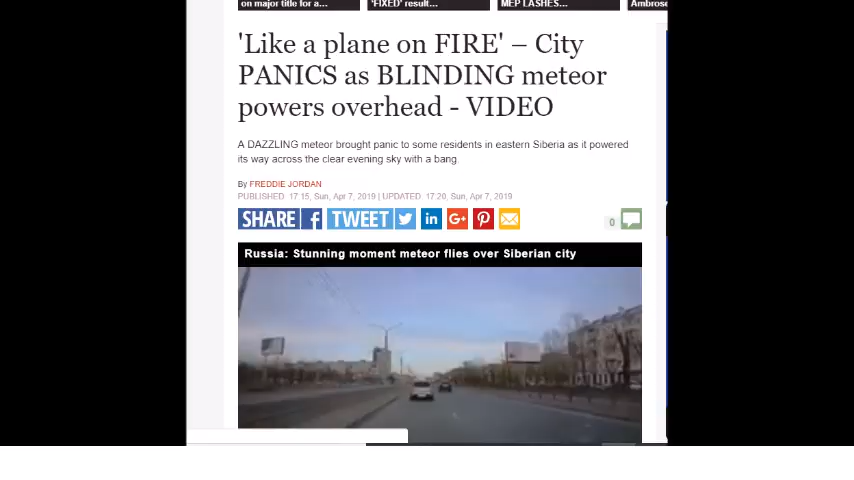 on major title for a...
'FIXED' result...
MEP LASHES...
Ambrose
'Like a plane on FIRE' – City
PANICS as BLINDING meteor
powers overhead - VIDEO
A DAZZLING meteor brought panic to some residents in eastern Siberia as it powered
its way across the clear evening sky with a bang.
By FREDDIE JORDAN
PUBLISHED: 17:15, Sun, Apr 7, 2019 | UPDATED: 17:20, Sun, Apr 7, 2019
SHARE f TWEET in G+
0
Russia: Stunning moment meteor flies over Siberian city